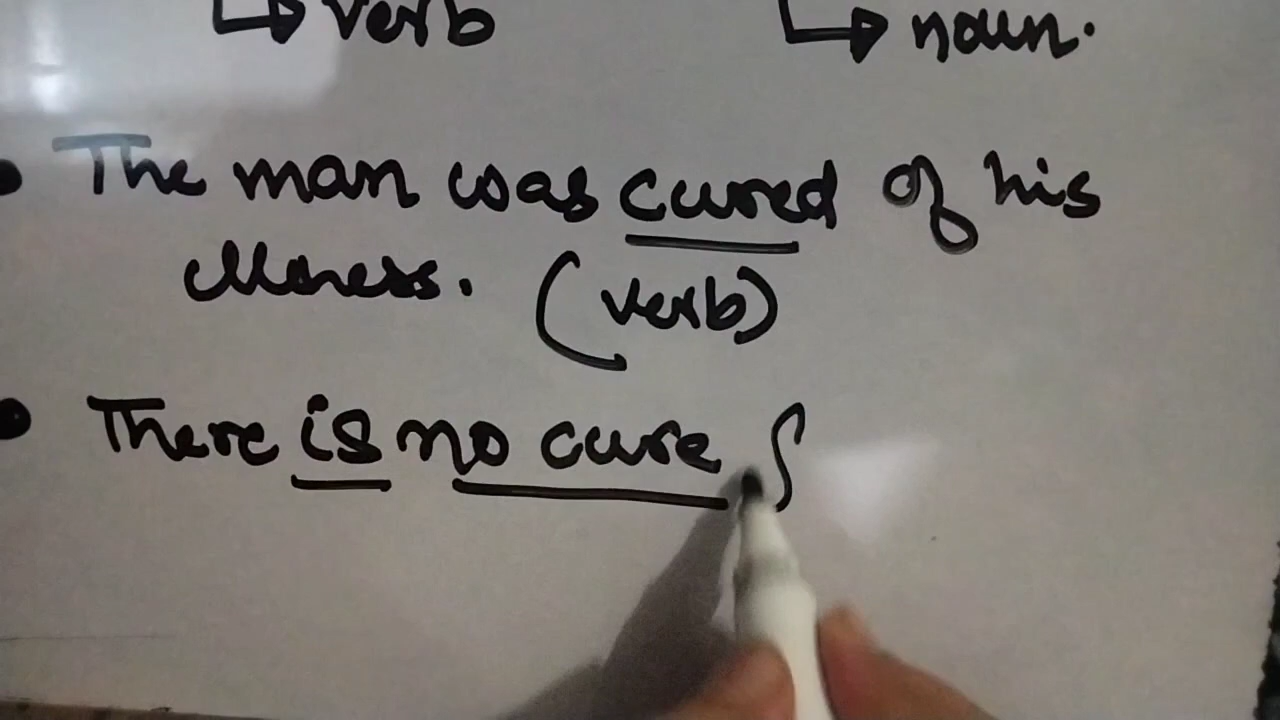 ↳ verb ↳ noun.
• The man was cured of his
illness. (verb)
• There is no cure f